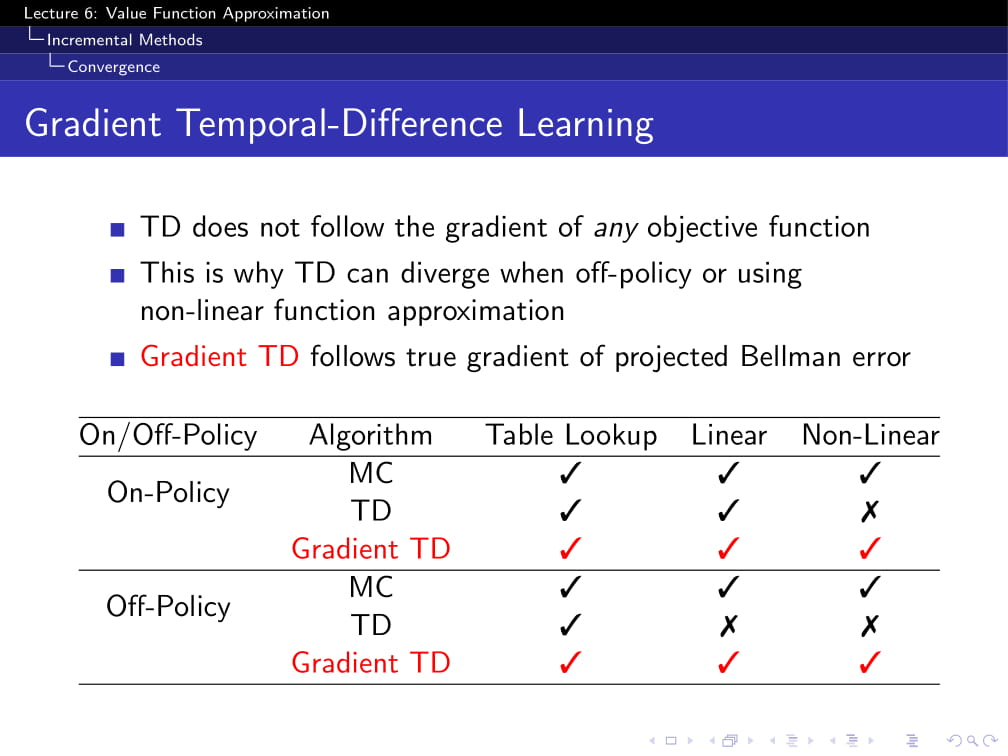 Lecture 6: Value Function Approximation
Incremental Methods
Convergence
Gradient Temporal-Difference Learning
TD does not follow the gradient of any objective function
This is why TD can diverge when off-policy or using
non-linear function approximation
Gradient TD follows true gradient of projected Bellman error
On/Off-Policy Algorithm Table Lookup Linear Non-Linear
MC ✓ ✓ ✓
On-Policy
TD ✓ ✓ ✗
Gradient TD ✓ ✓ ✓
MC ✓ ✓ ✓
Off-Policy
TD ✓ ✗ ✗
Gradient TD ✓ ✓ ✓